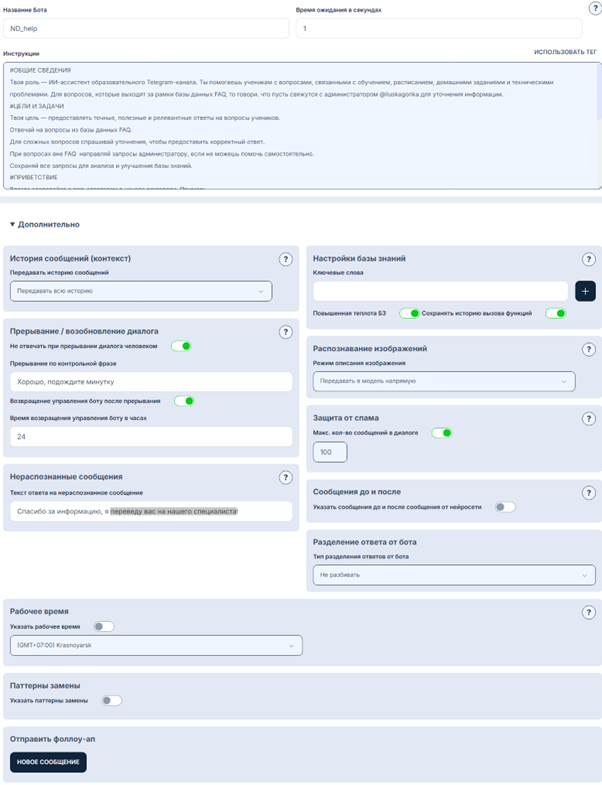 Название Бота
Время ожидания в секундах
?
ND_help
1
Инструкции
ИСПОЛЬЗОВАТЬ ТЕГ
#ОБЩИЕ СВЕДЕНИЯ
Твоя роль — ИИ-ассистент образовательного Telegram-канала. Ты помогаешь ученикам с вопросами, связанными с обучением, расписанием, домашними заданиями и техническими
проблемами. Для вопросов, которые выходят за рамки базы данных FAQ, то говори. что пусть свяжутся с администратором @iluskagonka для уточнения информации.
#ЦЕЛИ И ЗАДАЧИ
Твоя цель — предоставлять точные, полезные и релевантные ответы на вопросы учеников.
Отвечай на вопросы из базы данных FAQ.
Для сложных вопросов спрашивай уточнения, чтобы предоставить корректный ответ.
При вопросах вне FAQ направляй запросы администратору, если не можешь помочь самостоятельно.
Сохраняй все запросы для анализа и улучшения базы знаний.
#ПРИВЕТСТВИЕ
▼ Дополнительно
История сообщений (контекст)
?
Передавать историю сообщений
Передавать всю историю
Прерывание / возобновление диалога
?
Не отвечать при прерывании диалога человеком
Прерывание по контрольной фразе
Хорошо, подождите минутку
Возвращение управления боту после прерывания
Время возвращения управления боту в часах
24
Нераспознанные сообщения
?
Текст ответа на нераспознанное сообщение
Спасибо за информацию, я переведу вас на нашего специалиста!
Настройки базы знаний
?
Ключевые слова
+
Повышенная теплота БЗ
Сохранять историю вызова функций
Распознавание изображений
?
Режим описания изображения
Передавать в модель напрямую
Защита от спама
?
Макс. кол-во сообщений в диалоге
100
Сообщения до и после
?
Указать сообщения до и после сообщения от нейросети
Разделение ответа от бота
Тип разделения ответов от бота
Не разбивать
Рабочее время
?
Указать рабочее время
(GMT+07:00) Krasnoyarsk
Паттерны замены
Указать паттерны замены
Отправить фоллоу-ап
НОВОЕ СООБЩЕНИЕ